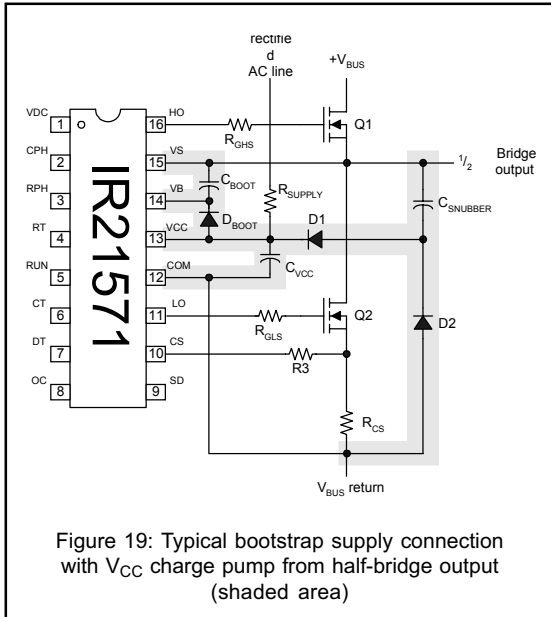 rectifie
d
AC line
+VBUS
VDC
1
CPH
2
RPH
3
RT
4
RUN
5
CT
6
DT
7
OC
8
IR21571
HO
16
VS
15
VB
14
VCC
13
COM
12
LO
11
CS
10
SD
9
RGHS
Q1
CBOOT
DBOOT
RSUPPLY
D1
CVCC
1/2 Bridge
output
CSNUBBER
RGLS
Q2
D2
R3
RCS
VBUS return
Figure 19: Typical bootstrap supply connection
with VCC charge pump from half-bridge output
(shaded area)